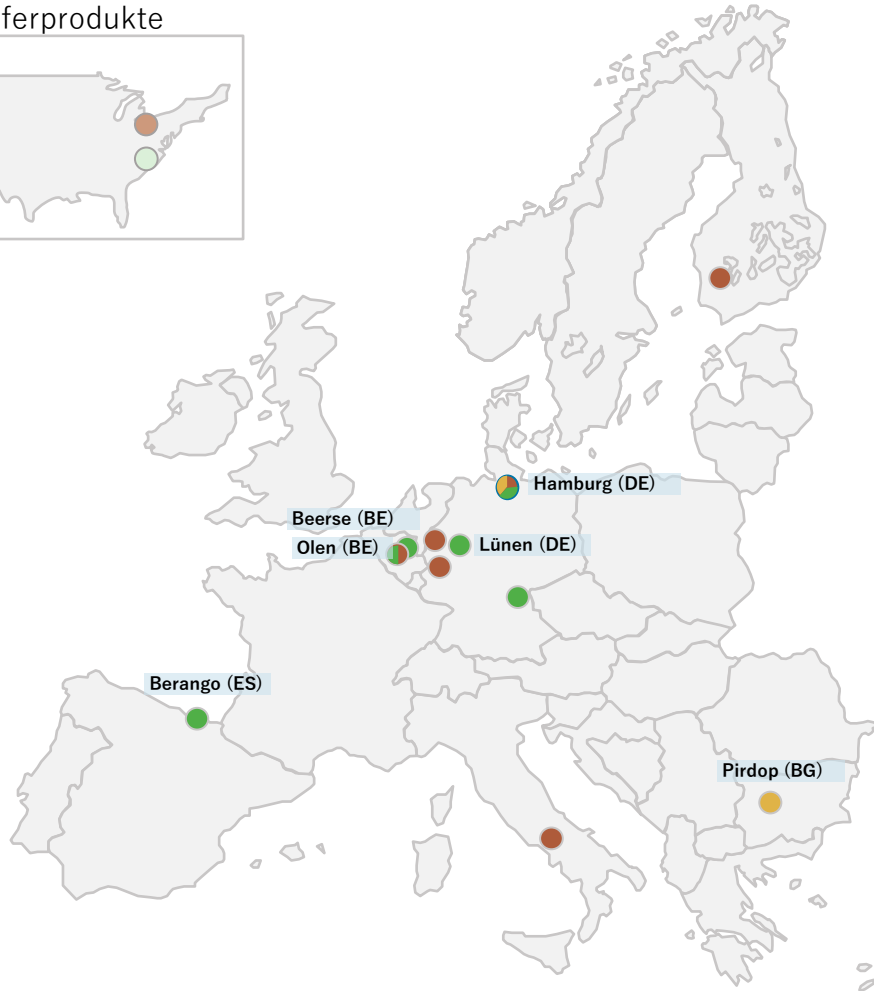 ferprodukte
Hamburg (DE)
Beerse (BE)
Olen (BE)
Lünen (DE)
Berango (ES)
Pirdop (BG)